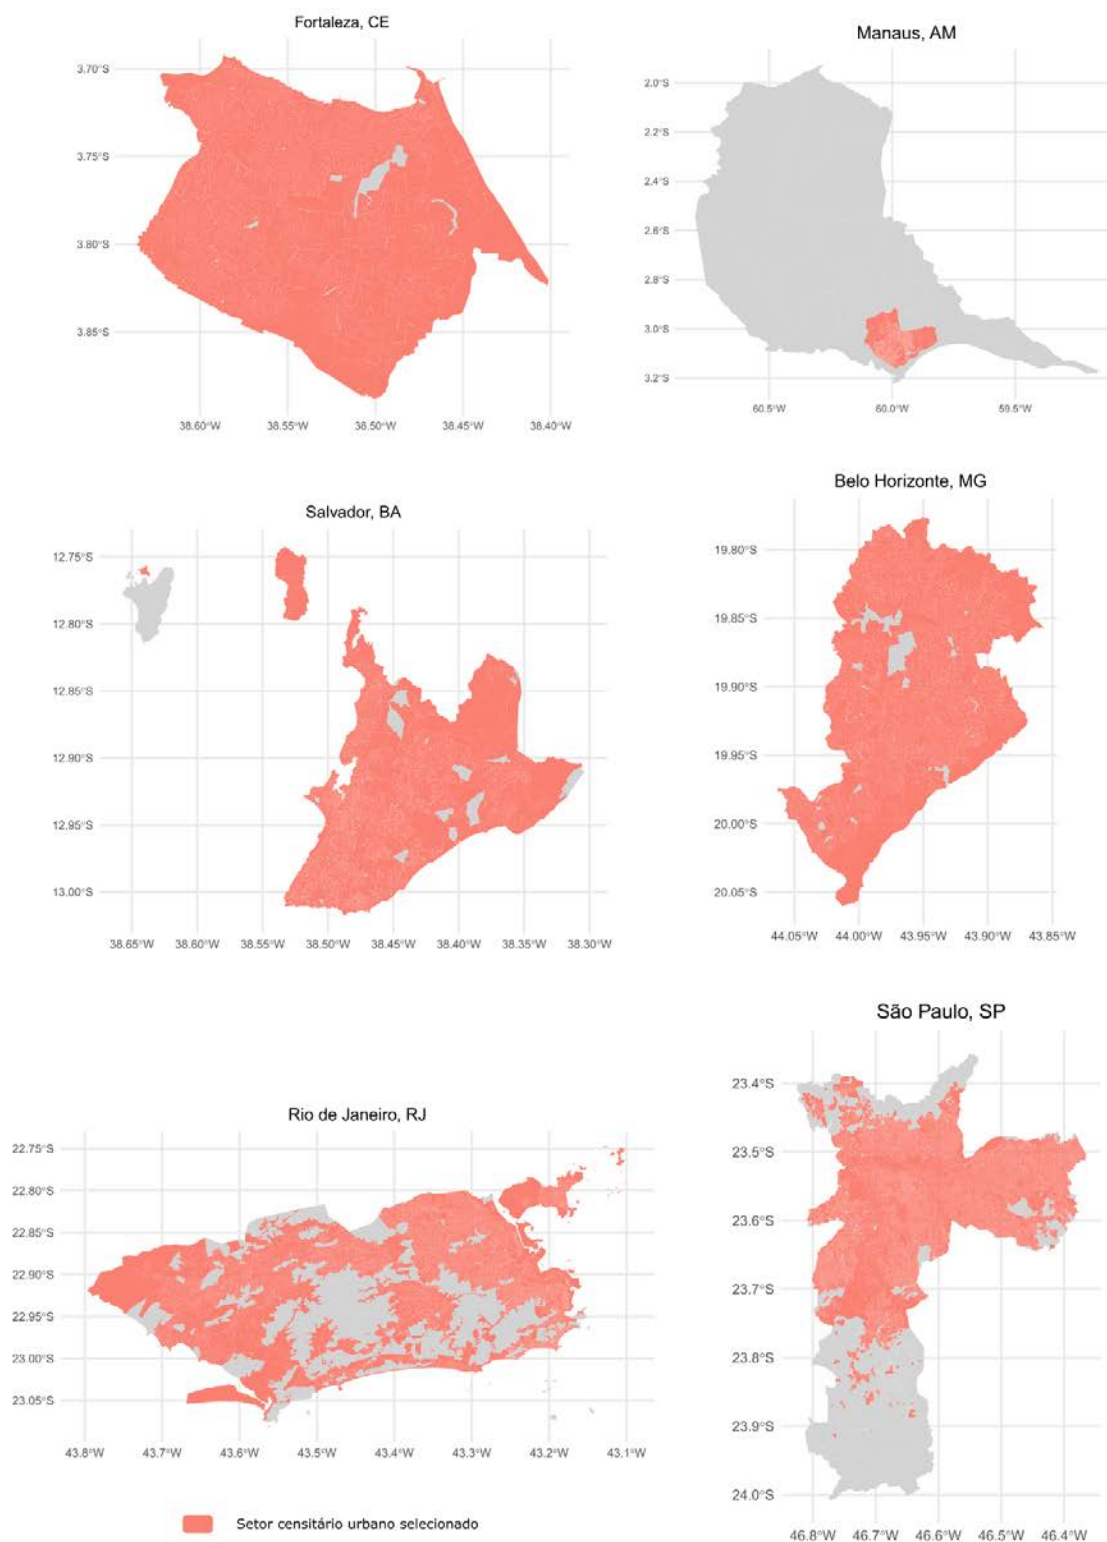 Fortaleza, CE
3.70°S
3.75°S
3.80°S
3.85°S
38.60°W 38.55°W 38.50°W 38.45°W 38.40°W
Manaus, AM
2.0°S
2.2°S
2.4°S
2.6°S
2.8°S
3.0°S
3.2°S
60.5°W 60.0°W 59.5°W
Salvador, BA
12.75°S
12.80°S
12.85°S
12.90°S
12.95°S
13.00°S
38.65°W 38.60°W 38.55°W 38.50°W 38.45°W 38.40°W 38.35°W 38.30°W
Belo Horizonte, MG
19.80°S
19.85°S
19.90°S
19.95°S
20.00°S
20.05°S
44.05°W 44.00°W 43.95°W 43.90°W 43.85°W
Rio de Janeiro, RJ
22.75°S
22.80°S
22.85°S
22.90°S
22.95°S
23.00°S
23.05°S
43.8°W 43.7°W 43.6°W 43.5°W 43.4°W 43.3°W 43.2°W 43.1°W
São Paulo, SP
23.4°S
23.5°S
23.6°S
23.7°S
23.8°S
23.9°S
24.0°S
46.8°W 46.7°W 46.6°W 46.5°W 46.4°W
Setor censitário urbano selecionado